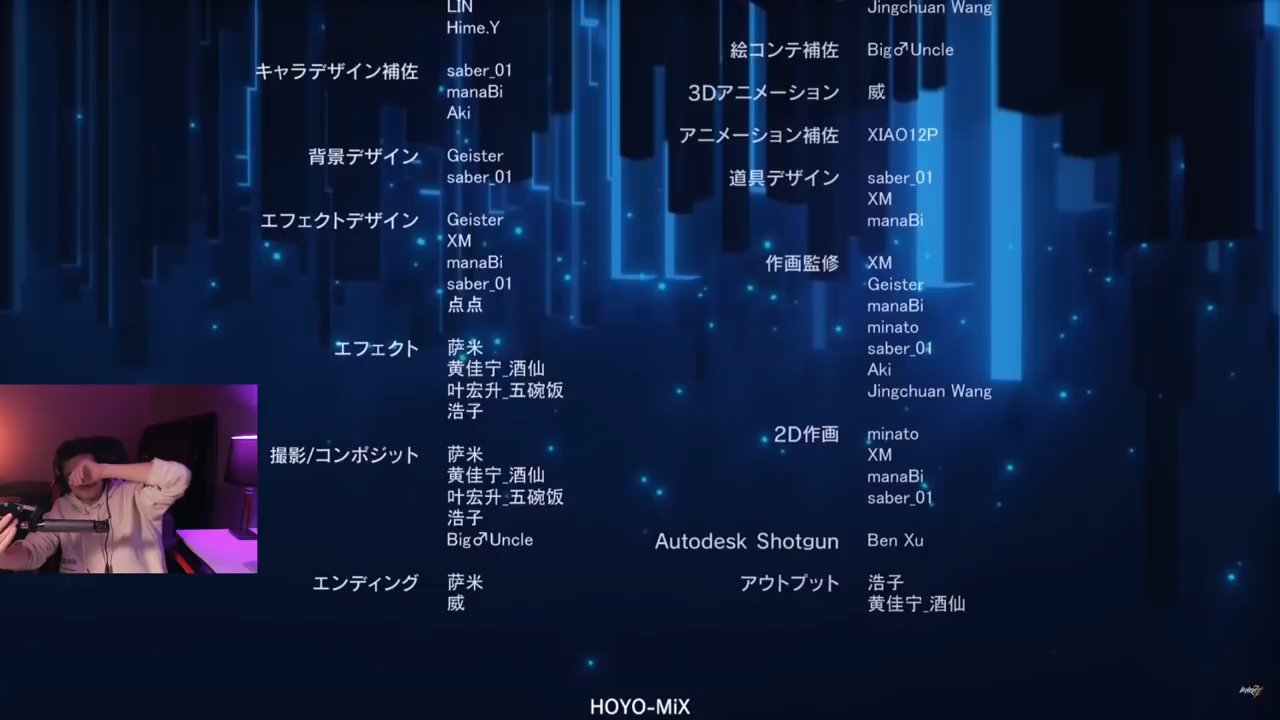 LIN
Hime.Y
キャラデザイン補佐 saber_01
manaBi
Aki
背景デザイン Geister
saber_01
エフェクトデザイン Geister
XM
manaBi
saber_01
点点
エフェクト 萨米
黄佳宁_酒仙
叶宏升_五碗饭
浩子
撮影/コンポジット 萨米
黄佳宁_酒仙
叶宏升_五碗饭
浩子
Big♂Uncle
エンディング 萨米
威
Jingchuan Wang
絵コンテ補佐 Big♂Uncle
3Dアニメーション 威
アニメーション補佐 XIAO12P
道具デザイン saber_01
XM
manaBi
作画監修 XM
Geister
manaBi
minato
saber_01
Aki
Jingchuan Wang
2D作画 minato
XM
manaBi
saber_01
Autodesk Shotgun Ben Xu
アウトプット 浩子
黄佳宁_酒仙
HOYO-MiX